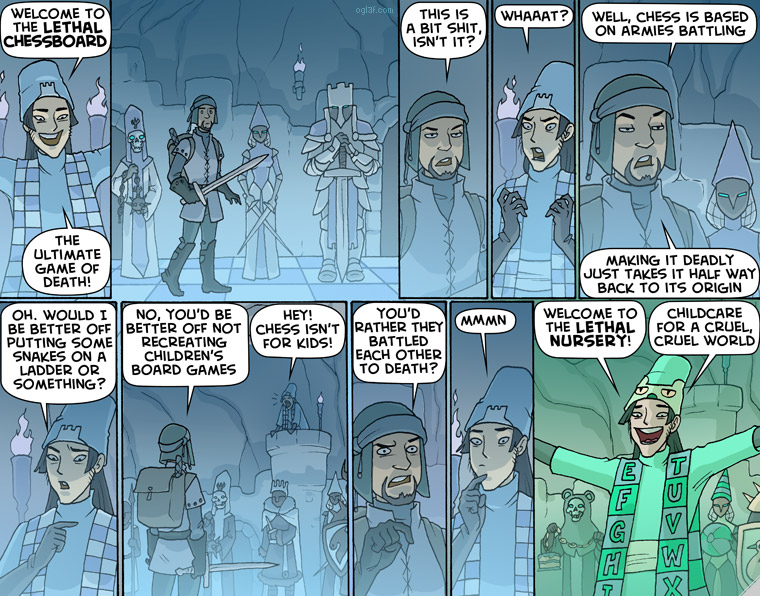 oglaf.com
WELCOME TO
THE LETHAL
CHESSBOARD
THE
ULTIMATE
GAME OF
DEATH!
THIS IS
A BIT SHIT,
ISN'T IT?
WHAAAT?
WELL, CHESS IS BASED
ON ARMIES BATTLING
MAKING IT DEADLY
JUST TAKES IT HALF WAY
BACK TO ITS ORIGIN
OH. WOULD I
BE BETTER OFF
PUTTING SOME
SNAKES ON A
LADDER OR
SOMETHING?
NO, YOU'D BE
BETTER OFF NOT
RECREATING
CHILDREN'S
BOARD GAMES
HEY!
CHESS ISN'T
FOR KIDS!
YOU'D
RATHER THEY
BATTLED
EACH OTHER
TO DEATH?
MMMN
WELCOME TO
THE LETHAL
NURSERY!
CHILDCARE
FOR A CRUEL,
CRUEL WORLD
E
F
G
H
I
T
U
V
W
X